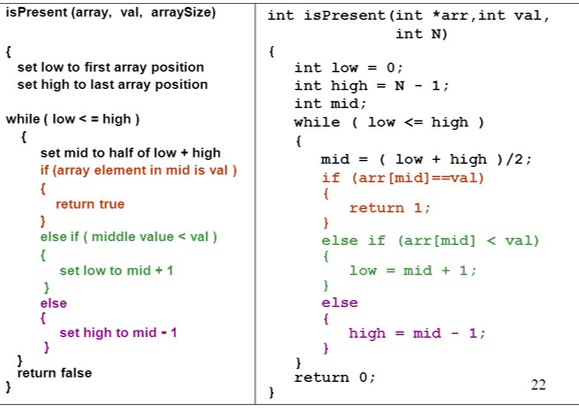 isPresent (array, val, arraySize)
{
set low to first array position
set high to last array position
while ( low < = high )
{
set mid to half of low + high
if (array element in mid is val )
{
return true
}
else if ( middle value < val )
{
set low to mid + 1
}
else
{
set high to mid - 1
}
}
return false
}
int isPresent(int *arr,int val,
int N)
{
int low = 0;
int high = N - 1;
int mid;
while ( low <= high )
{
mid = ( low + high )/2;
if (arr[mid]==val)
{
return 1;
}
else if (arr[mid] < val)
{
low = mid + 1;
}
else
{
high = mid - 1;
}
}
return 0;
}
22